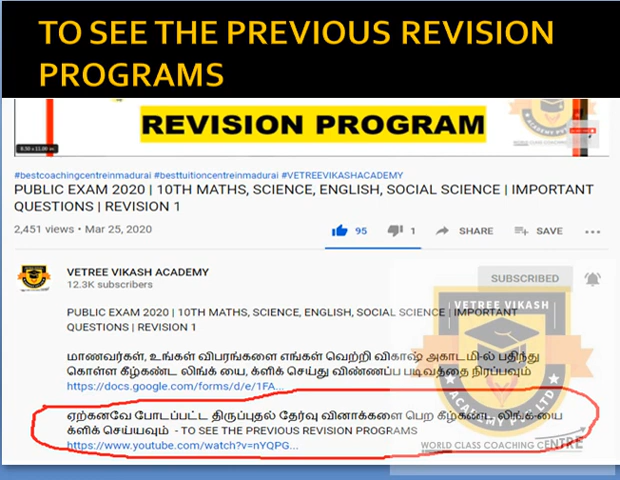 TO SEE THE PREVIOUS REVISION
PROGRAMS
REVISION PROGRAM
WORLD CLASS COACHING CENTRE
#bestcoachingcentreinmadurai #besttuitioncentreinmadurai #VETREEVIKASHACADEMY
PUBLIC EXAM 2020 | 10TH MATHS, SCIENCE, ENGLISH, SOCIAL SCIENCE | IMPORTANT
QUESTIONS | REVISION 1
2,451 views • Mar 25, 2020
95
1
SHARE
SAVE
VETREE VIKASH ACADEMY
12.3K subscribers
SUBSCRIBED
PUBLIC EXAM 2020 | 10TH MATHS, SCIENCE, ENGLISH, SOCIAL SCIENCE | IMPORTANT
QUESTIONS | REVISION 1
மாணவர்கள், உங்கள் விபரங்களை எங்கள் வெற்றி விகாஷ் அகாடமி-ல் பதிந்து
கொள்ள கீழ்கண்ட லிங்க் யை, க்ளிக் செய்து விண்ணப்ப படிவத்தை நிரப்பவும்
https://docs.google.com/forms/d/e/1FA...
ஏற்கனவே போடப்பட்ட திருப்புதல் தேர்வு வினாக்களை பெற கீழ்கண்ட லிங்க்-யை
க்ளிக் செய்யவும் - TO SEE THE PREVIOUS REVISION PROGRAMS
https://www.youtube.com/watch?v=nYQPG...
VETREE VIKASH
ACADEMY PVT LTD
WORLD CLASS COACHING CENTRE